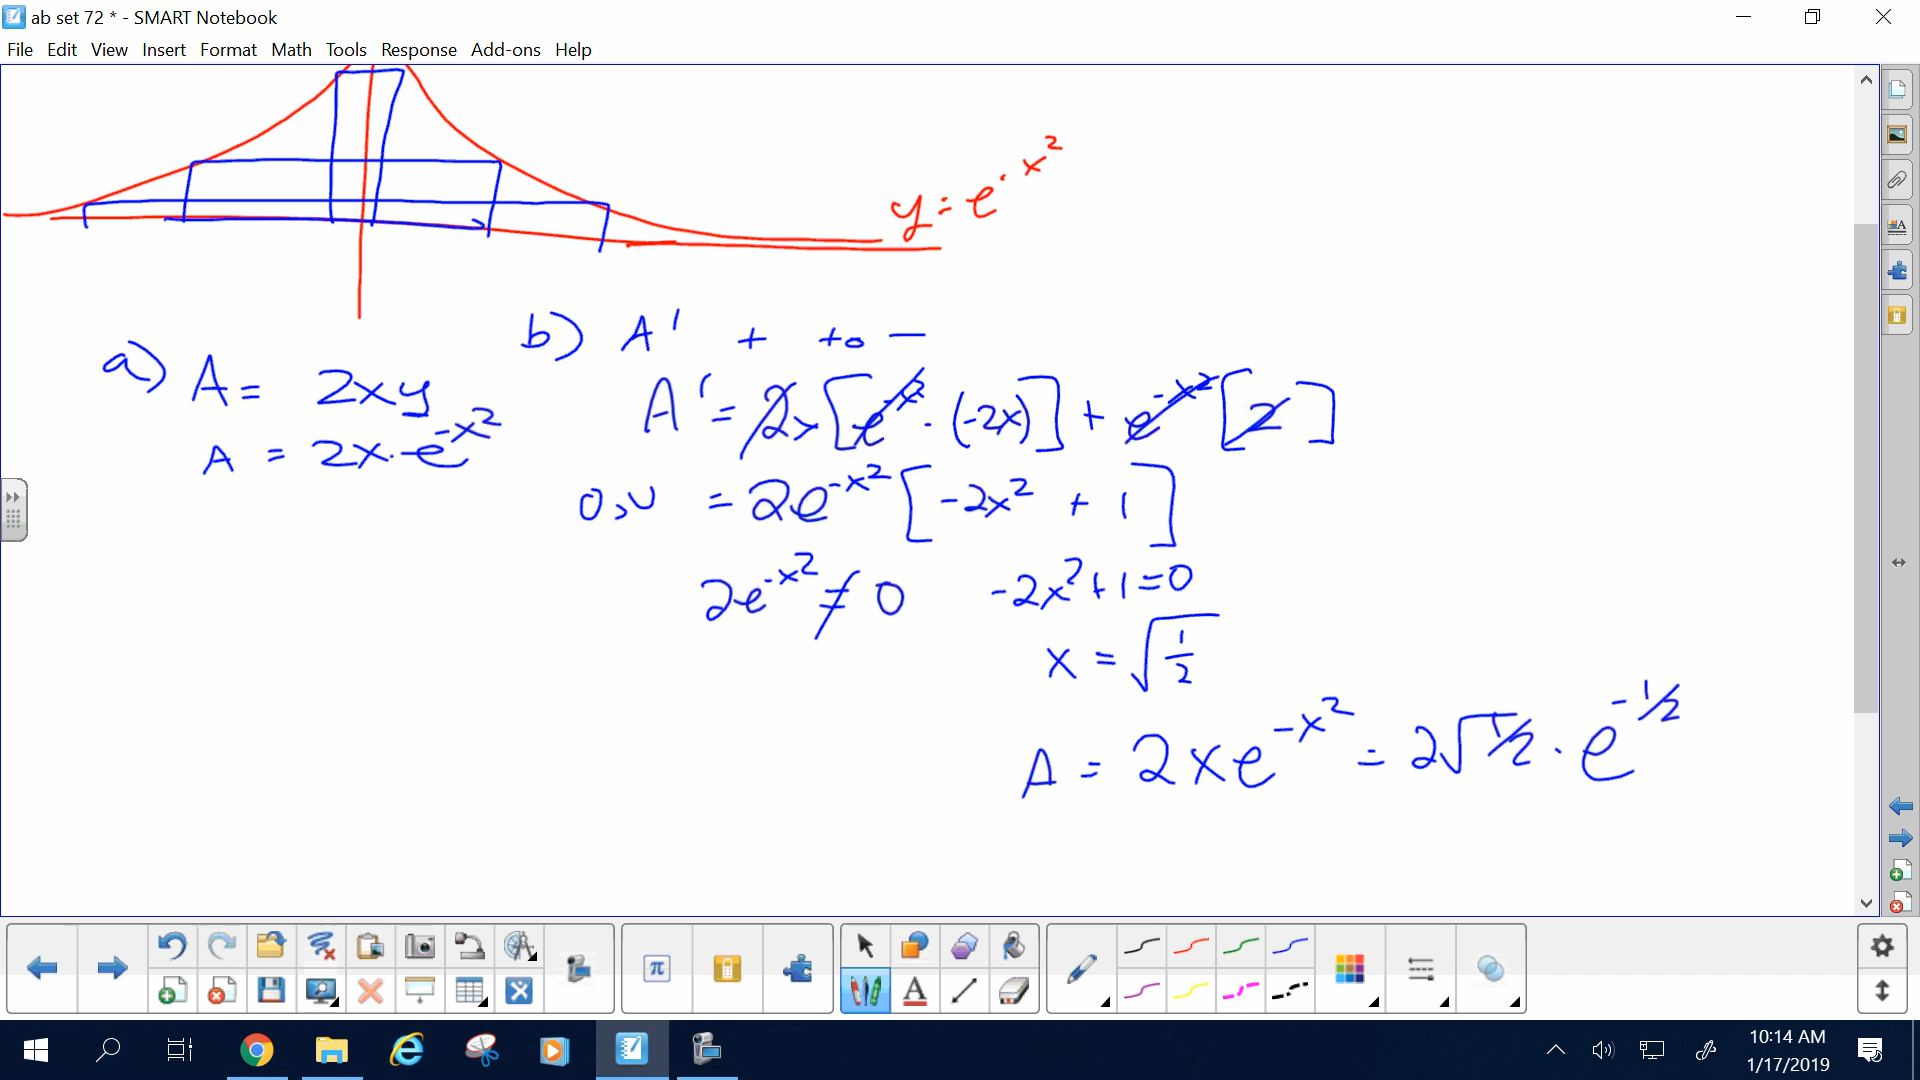 ab set 72 * - SMART Notebook
File Edit View Insert Format Math Tools Response Add-ons Help
y = e^-x²
a) A = 2xy
A = 2x·e^-x²
b) A' + to -
A' = 2x[e^-x² · (-2x)] + e^-x² [2]
= 2e^-x² [-2x² + 1]
2e^-x² ≠ 0 -2x² + 1 = 0
x = √(1/2)
A = 2xe^-x² = 2√1/2 · e^-1/2
π
A
10:14 AM
1/17/2019